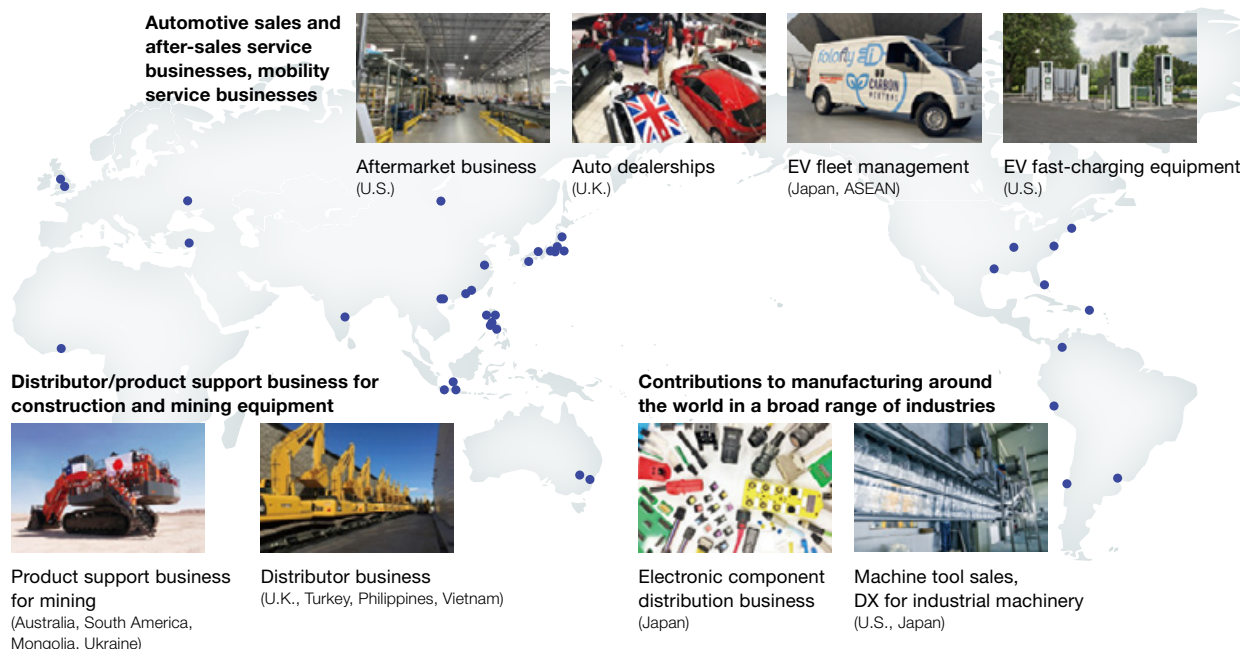 Automotive sales and
after-sales service
businesses, mobility
service businesses
folofly
CARBON
NEUTRAL
Aftermarket business
(U.S.)
Auto dealerships
(U.K.)
EV fleet management
(Japan, ASEAN)
EV fast-charging equipment
(U.S.)
Distributor/product support business for
construction and mining equipment
Product support business
for mining
(Australia, South America,
Mongolia, Ukraine)
Distributor business
(U.K., Turkey, Philippines, Vietnam)
Contributions to manufacturing around
the world in a broad range of industries
Electronic component
distribution business
(Japan)
Machine tool sales,
DX for industrial machinery
(U.S., Japan)